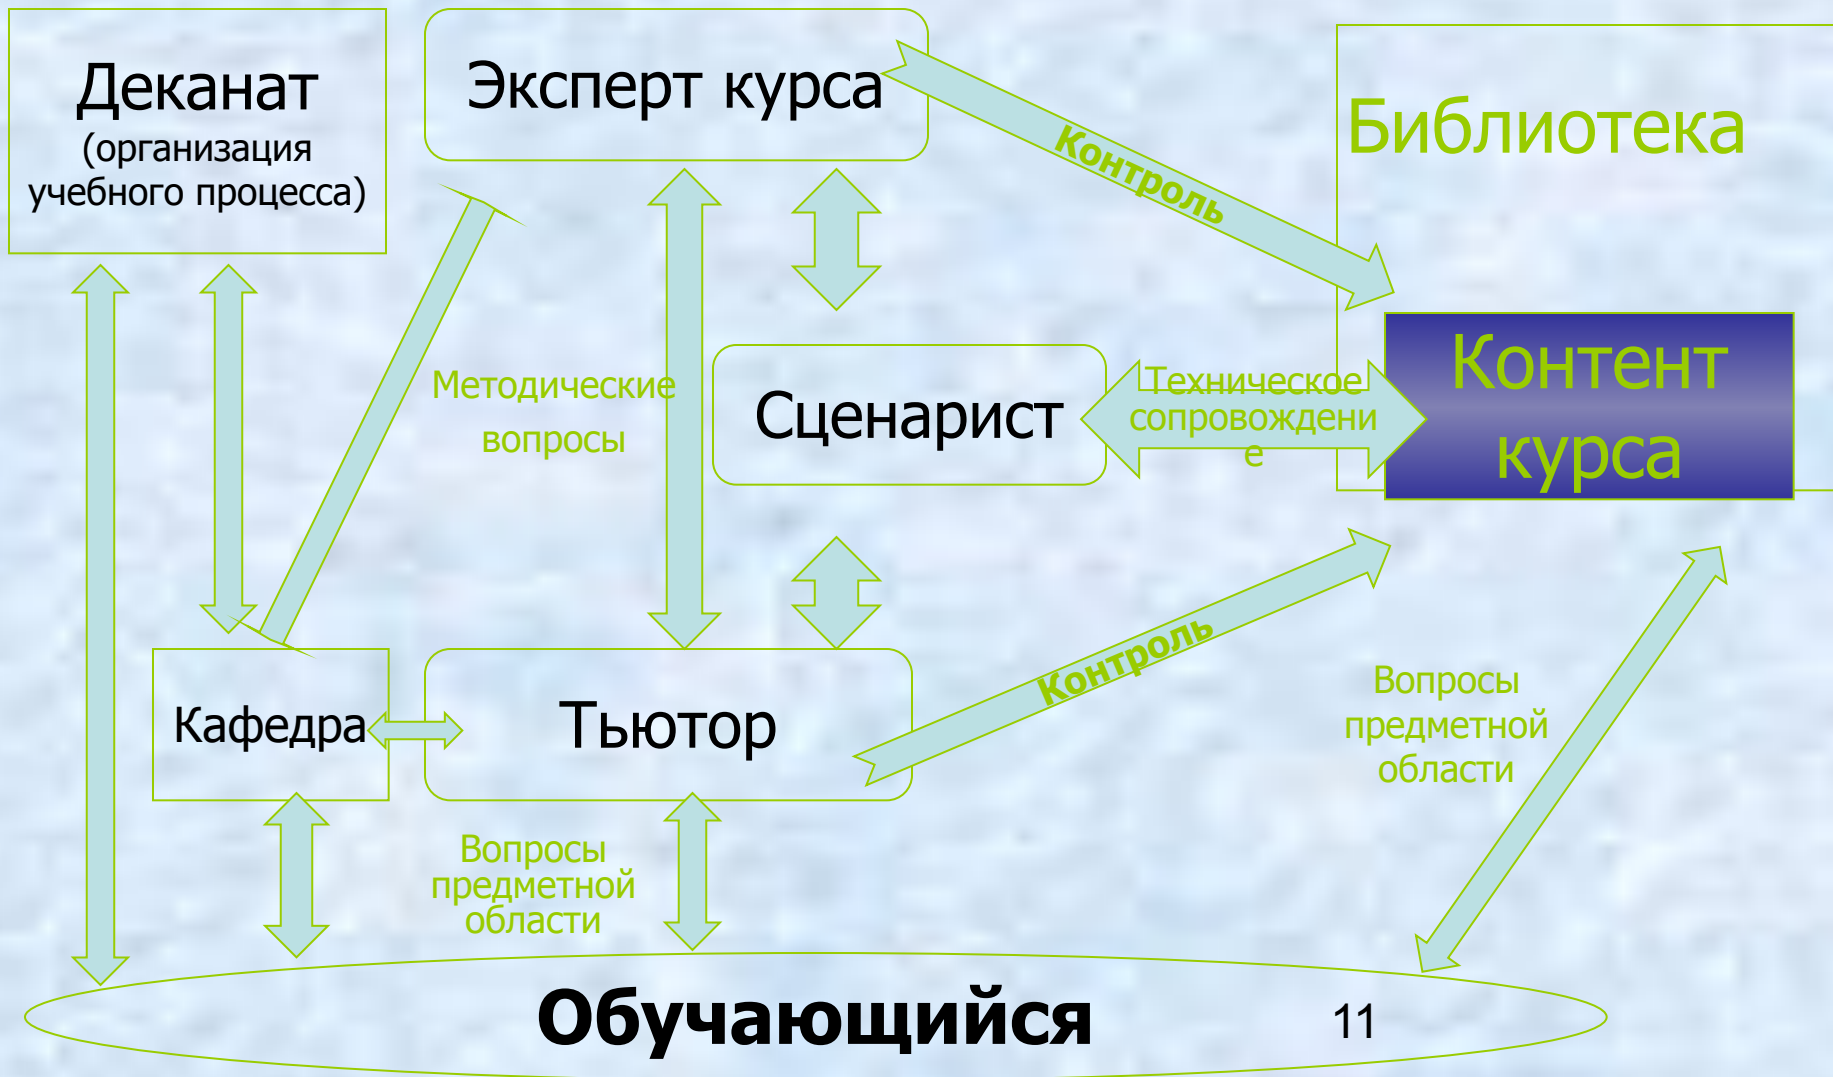 Деканат
(организация
учебного процесса)
Эксперт курса
Контроль
Библиотека
Методические
вопросы
Сценарист
Техническое
сопровождени
е
Контент
курса
Кафедра
Тьютор
Контроль
Вопросы
предметной
области
Вопросы
предметной
области
Обучающийся
11